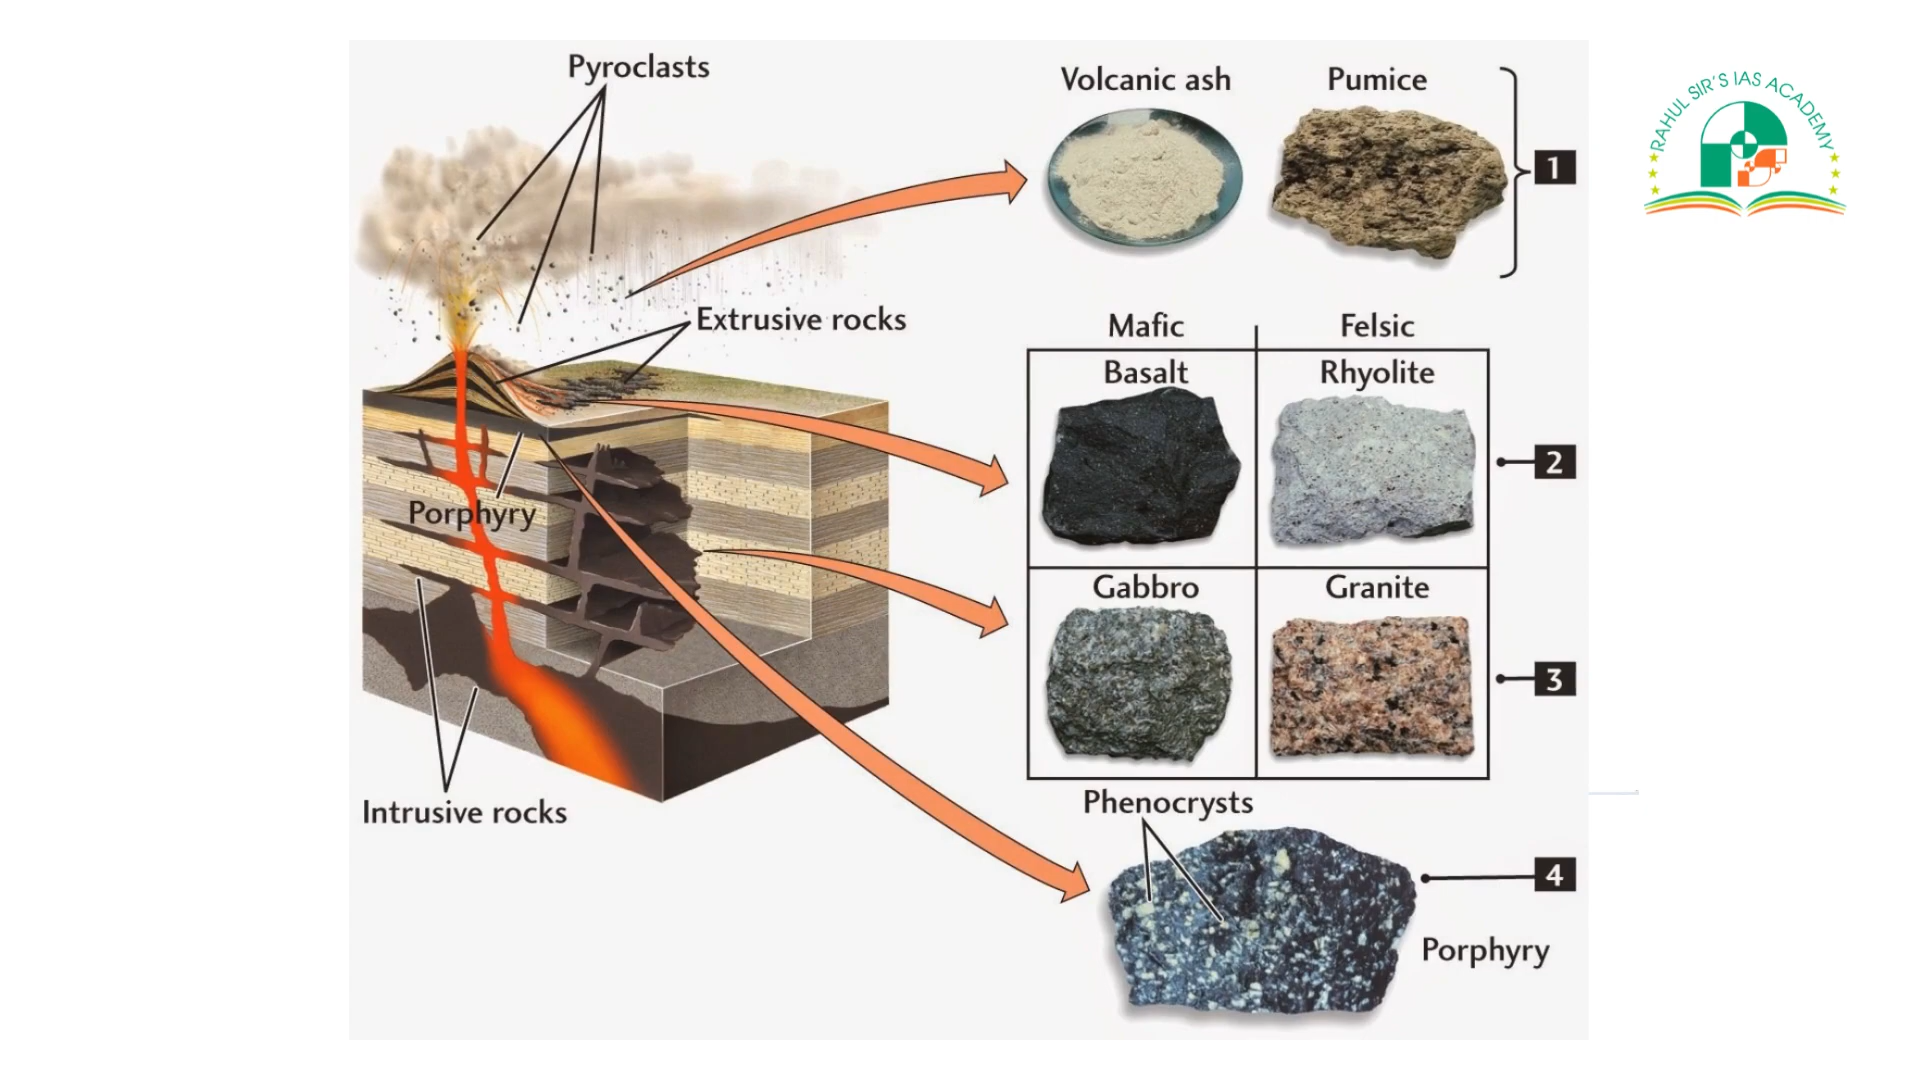 Pyroclasts
Volcanic ash
Pumice
1
RAHUL SIR'S IAS ACADEMY
Extrusive rocks
Mafic
Felsic
Basalt
Rhyolite
2
Porphyry
Gabbro
Granite
3
Intrusive rocks
Phenocrysts
4
Porphyry